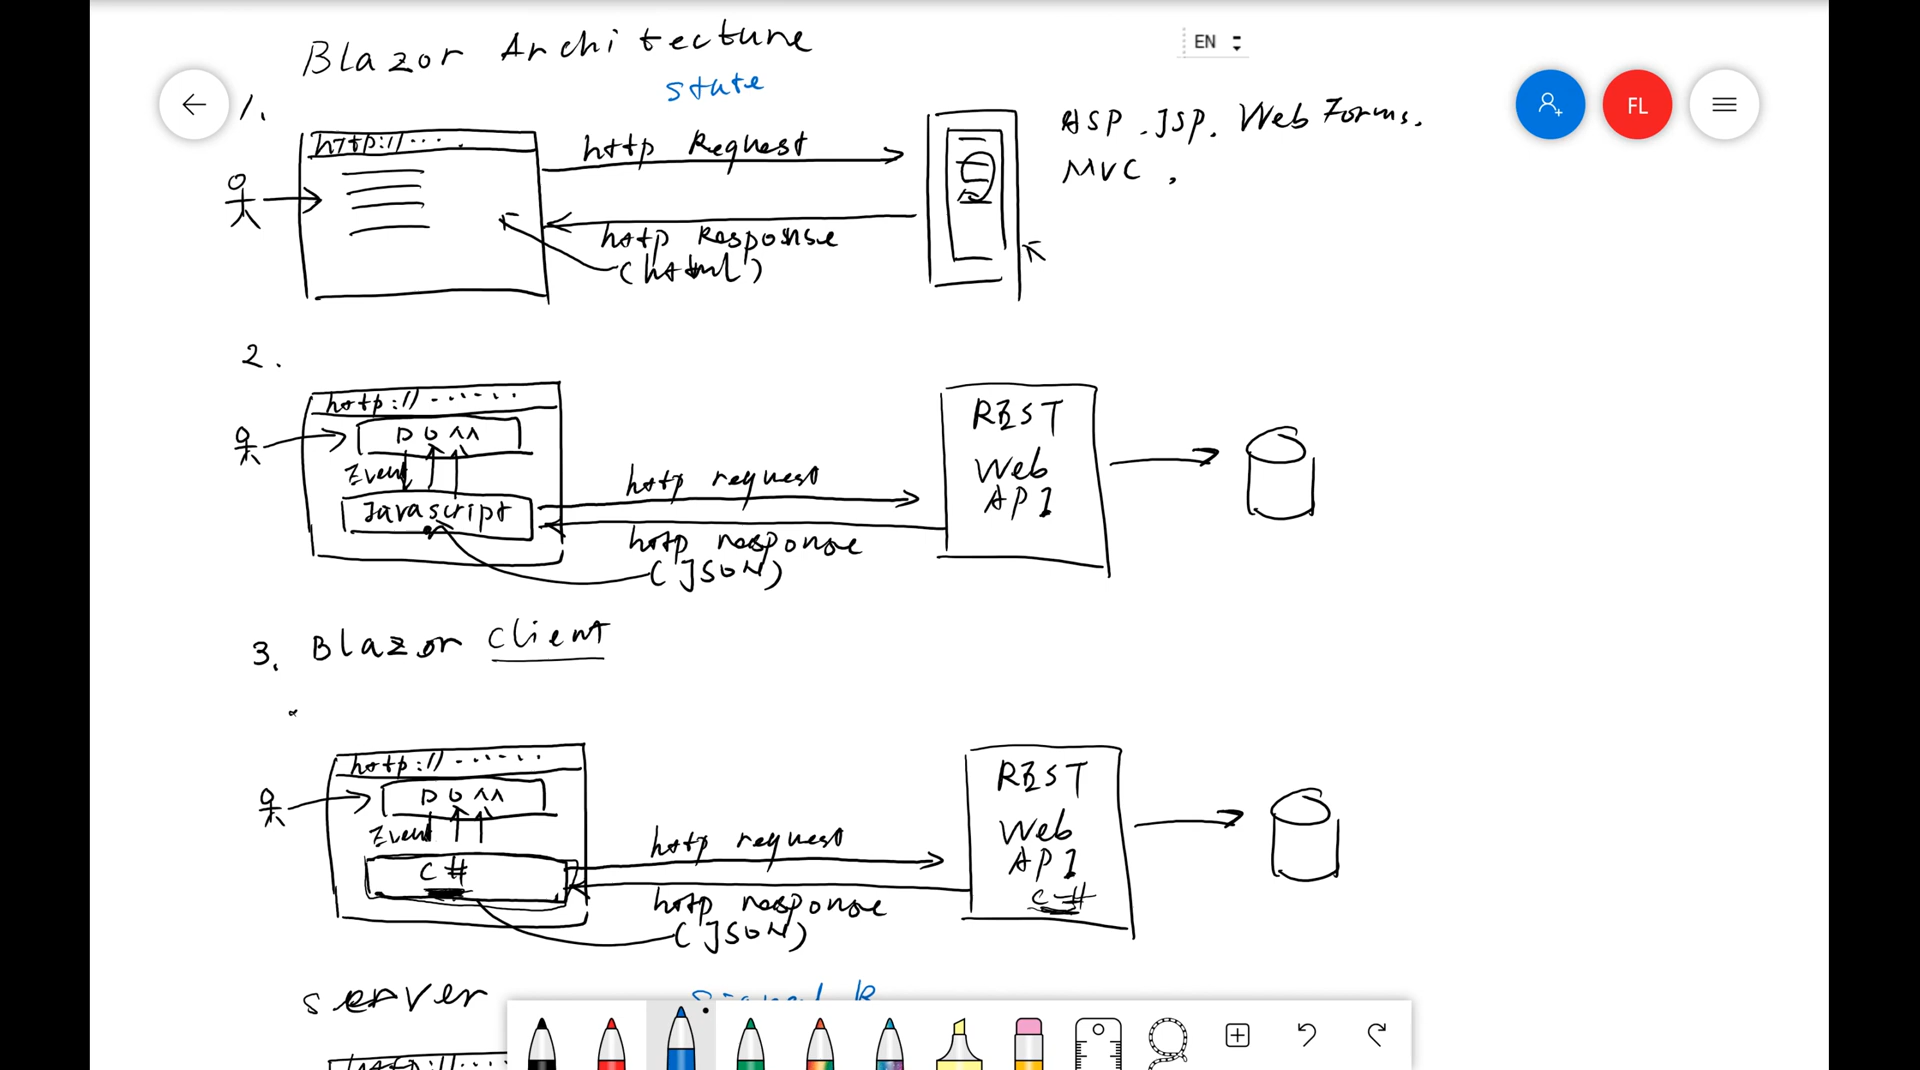 Blazor Architecture
EN
state
FL
1.
http://...
http Request
ASP. JSP. Web Forms.
MVC.
http Response
(html)
2.
http://......
DOM
Event
Javascript
http request
http response
(JSON)
REST
Web
API
3. Blazor Client
http://......
DOM
Event
C#
http request
http response
(JSON)
REST
Web
API
C#
Server
Signal R
http://...